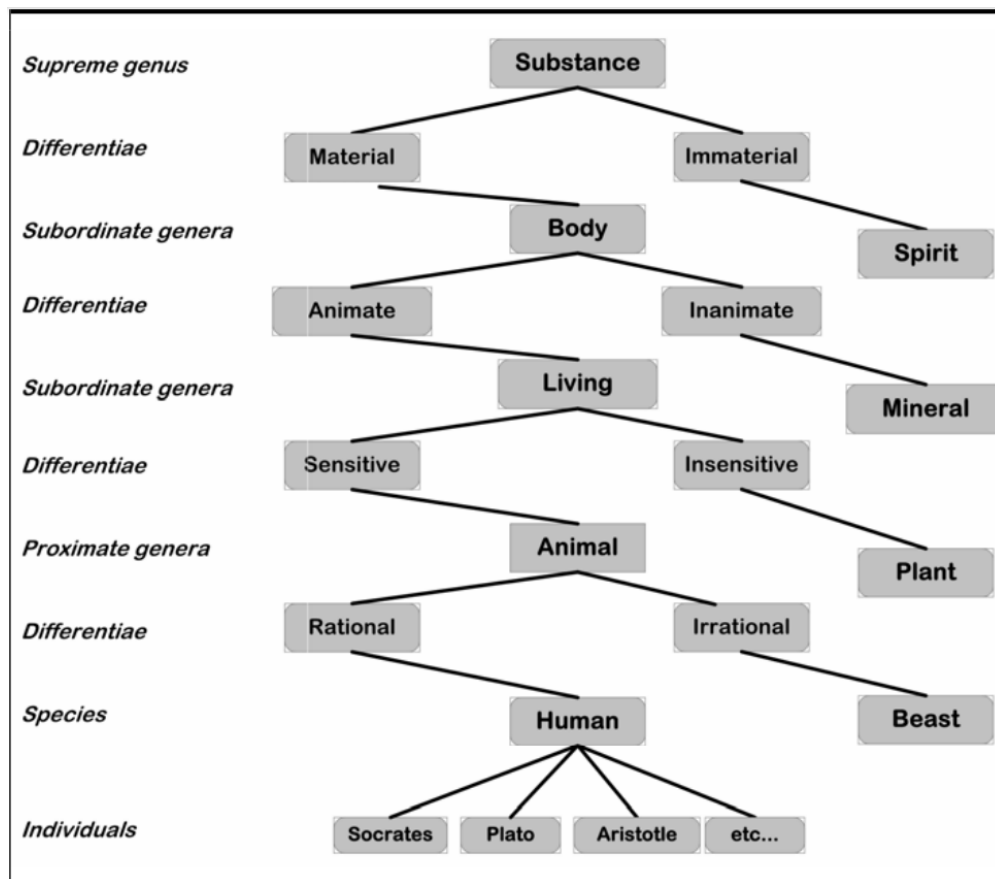 Supreme genus Substance
Differentiae Material Immaterial
Subordinate genera Body
Spirit
Differentiae Animate Inanimate
Subordinate genera Living
Mineral
Differentiae Sensitive Insensitive
Proximate genera Animal
Plant
Differentiae Rational Irrational
Species Human Beast
Individuals Socrates Plato Aristotle etc...